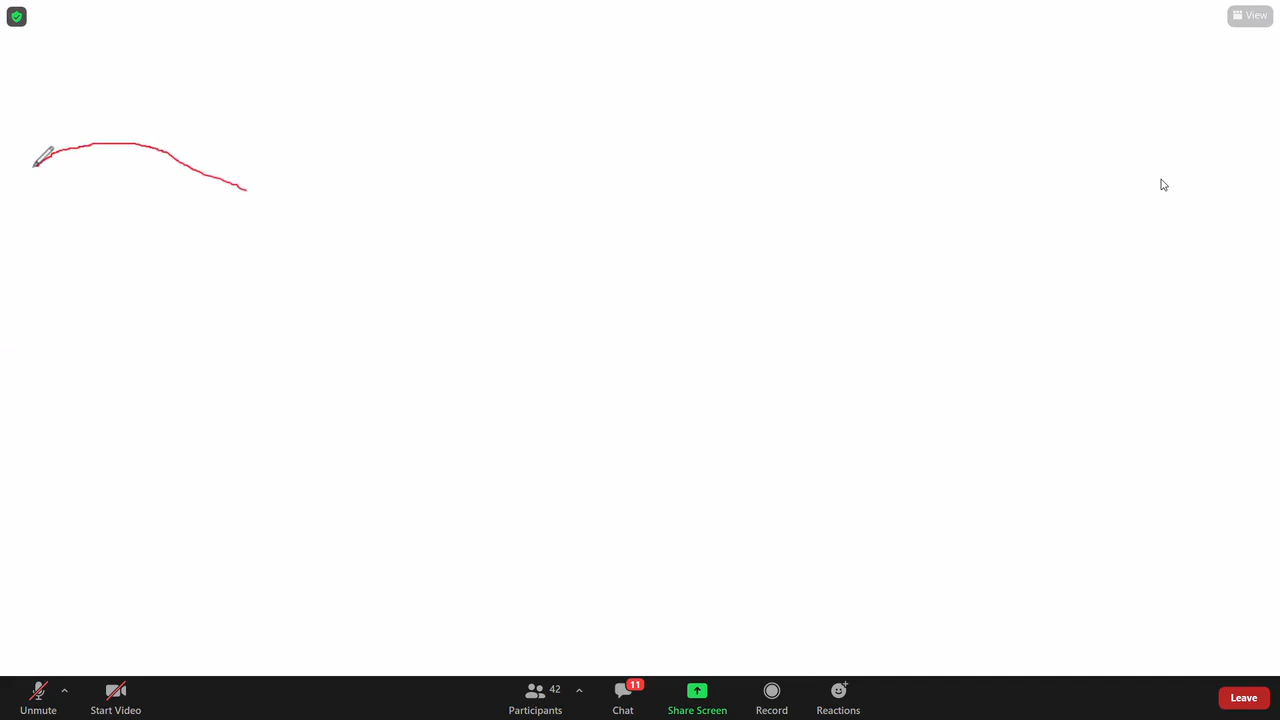 View
42
11
Unmute
Start Video
Participants
Chat
Share Screen
Record
Reactions
Leave